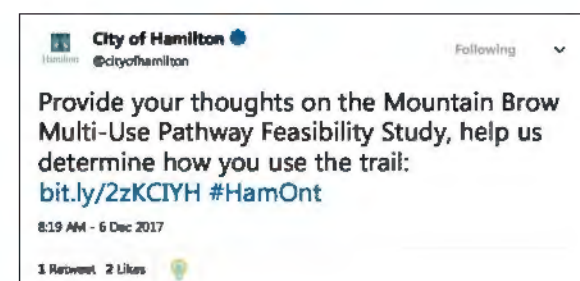 City of Hamilton
Hamilton
@cityofhamilton
Following
Provide your thoughts on the Mountain Brow
Multi-Use Pathway Feasibility Study, help us
determine how you use the trail:
bit.ly/2zKCIYH #HamOnt
8:19 AM - 6 Dec 2017
1 Retweet 2 Likes